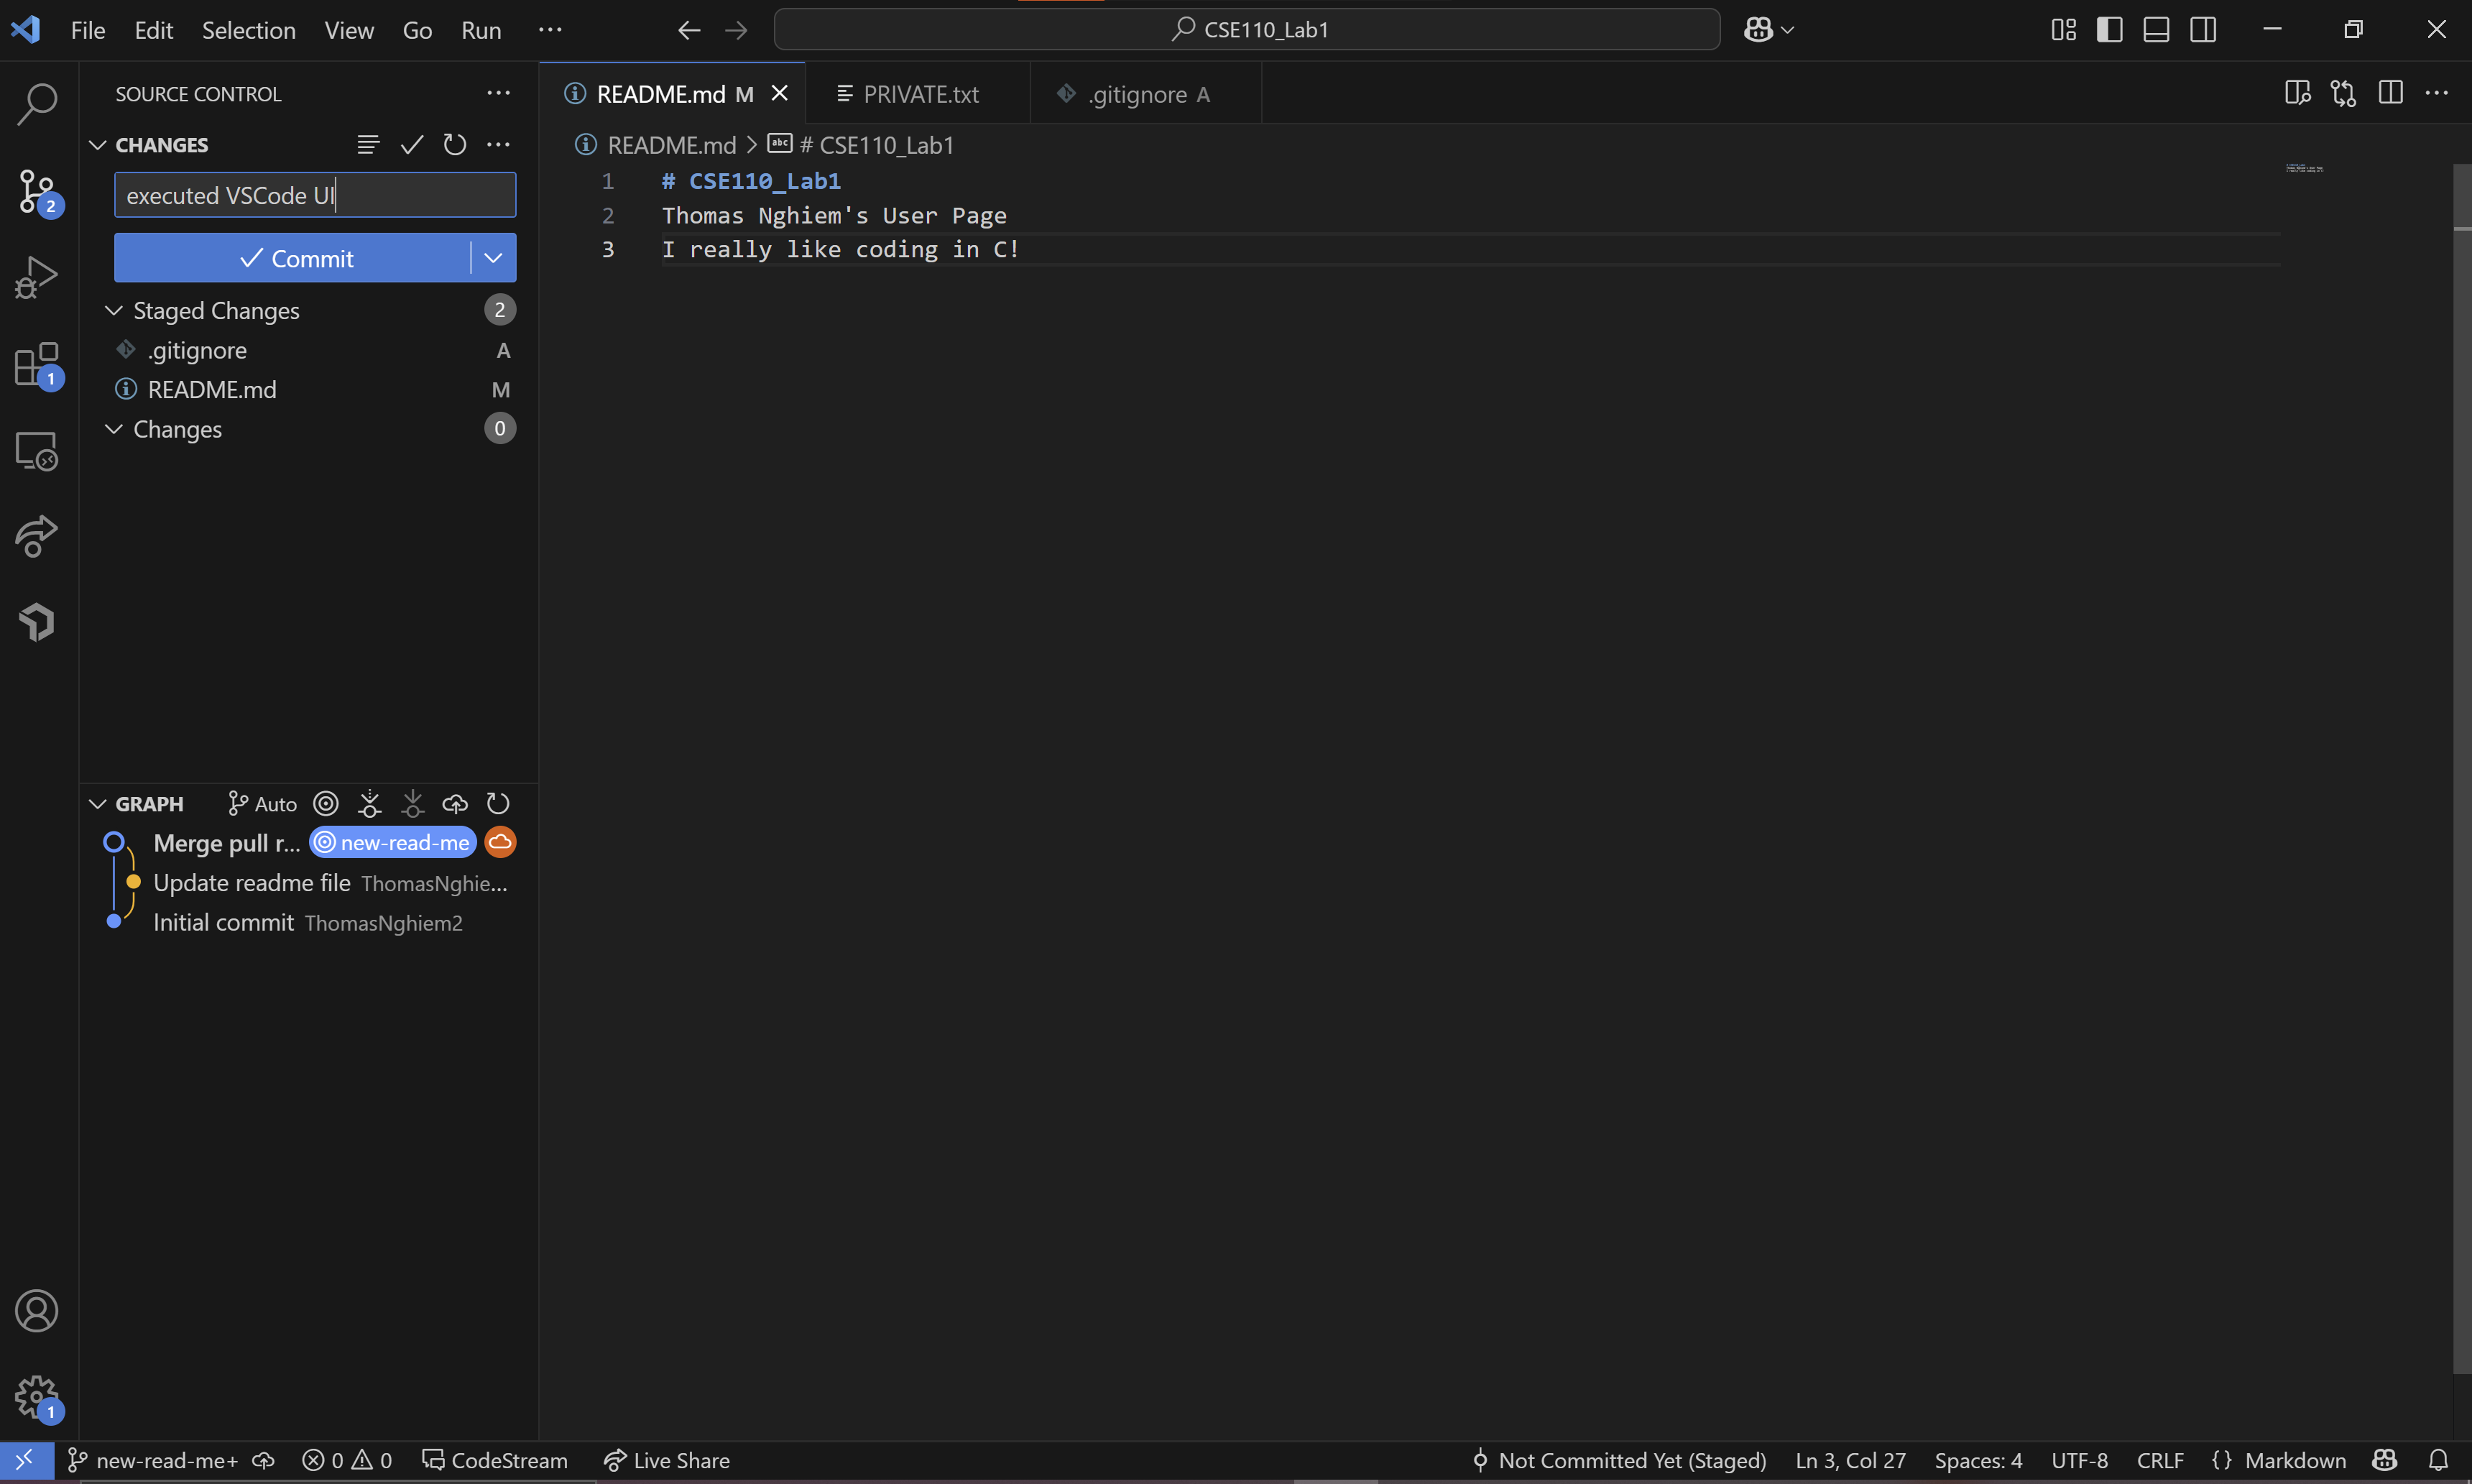 File Edit Selection View Go Run ···
CSE110_Lab1
SOURCE CONTROL
CHANGES
executed VSCode UI
Commit
Staged Changes 2
.gitignore A
README.md M
Changes 0
2
1
1
GRAPH Auto
Merge pull r... new-read-me
Update readme file ThomasNghie...
Initial commit ThomasNghiem2
README.md M
PRIVATE.txt
.gitignore A
README.md > abc # CSE110_Lab1
1 # CSE110_Lab1
2 Thomas Nghiem's User Page
3 I really like coding in C!
new-read-me+ 0 0 CodeStream Live Share
Not Committed Yet (Staged) Ln 3, Col 27 Spaces: 4 UTF-8 CRLF {} Markdown